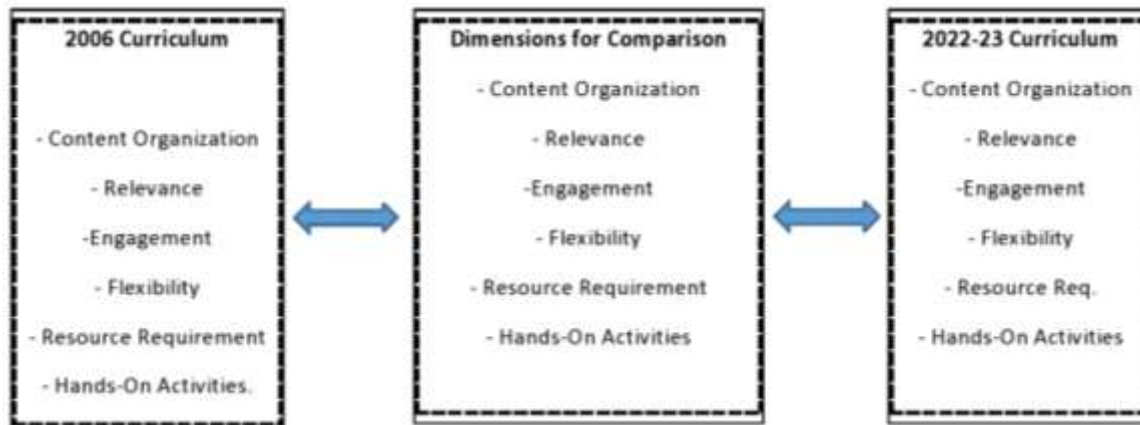 2006 Curriculum
- Content Organization
- Relevance
-Engagement
- Flexibility
- Resource Requirement
- Hands-On Activities.
Dimensions for Comparison
- Content Organization
- Relevance
-Engagement
- Flexibility
- Resource Requirement
- Hands-On Activities
2022-23 Curriculum
- Content Organization
- Relevance
-Engagement
- Flexibility
- Resource Req.
- Hands-On Activities